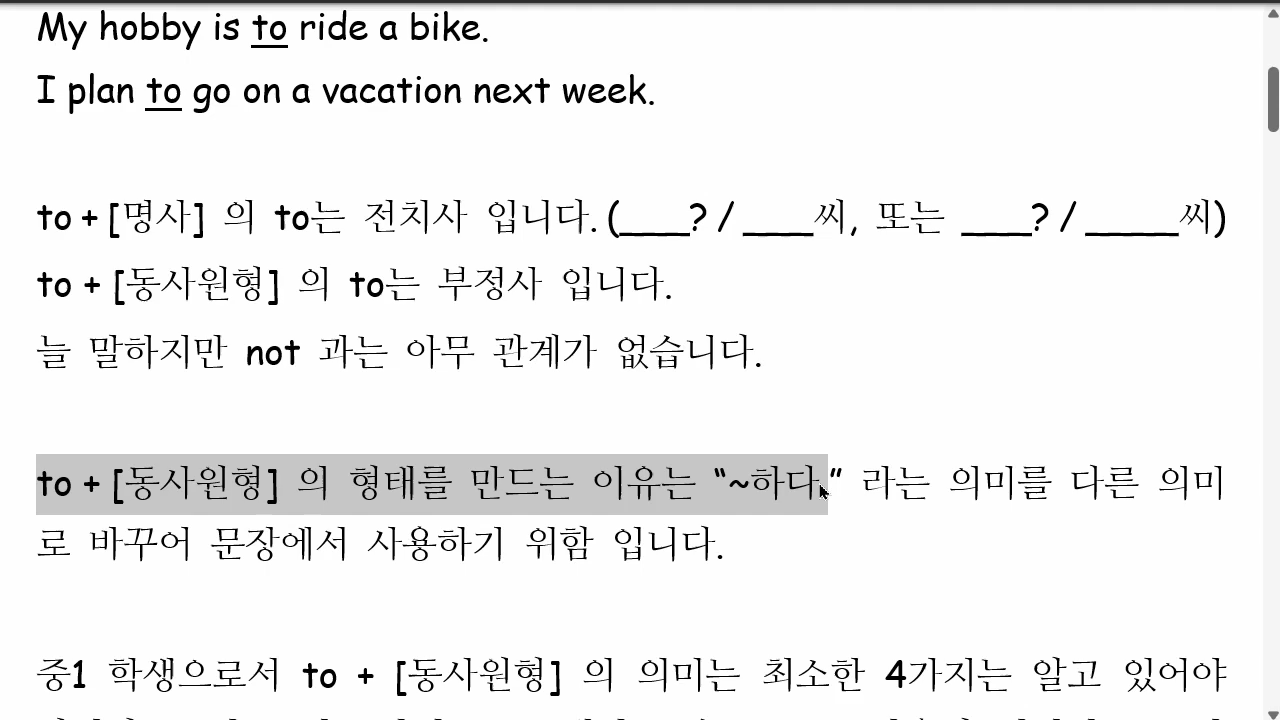 My hobby is to ride a bike.
I plan to go on a vacation next week.
to + [명사] 의 to는 전치사 입니다. (____? / ____씨, 또는 ____? / _____씨)
to + [동사원형] 의 to는 부정사 입니다.
늘 말하지만 not 과는 아무 관계가 없습니다.
to + [동사원형] 의 형태를 만드는 이유는 “~하다.” 라는 의미를 다른 의미
로 바꾸어 문장에서 사용하기 위함 입니다.
중1 학생으로서 to + [동사원형] 의 의미는 최소한 4가지는 알고 있어야